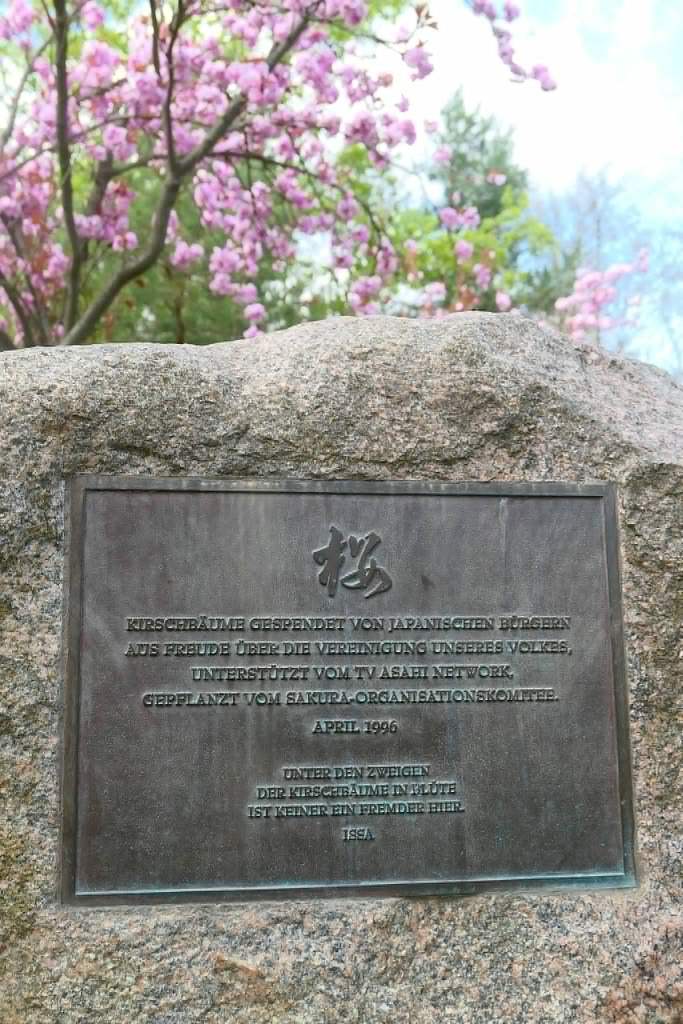 桜
KIRSCHBÄUME GESPENDET VON JAPANISCHEN BÜRGERN
AUS FREUDE ÜBER DIE VEREINIGUNG UNSERES VOLKES,
UNTERSTÜTZT VOM TV ASAHI NETWORK,
GEPFLANZT VOM SAKURA-ORGANISATIONSKOMITEE.
APRIL 1996
UNTER DEN ZWEIGEN
DER KIRSCHBÄUME IN BLÜTE
IST KEINER EIN FREMDER HIER.
ISSA